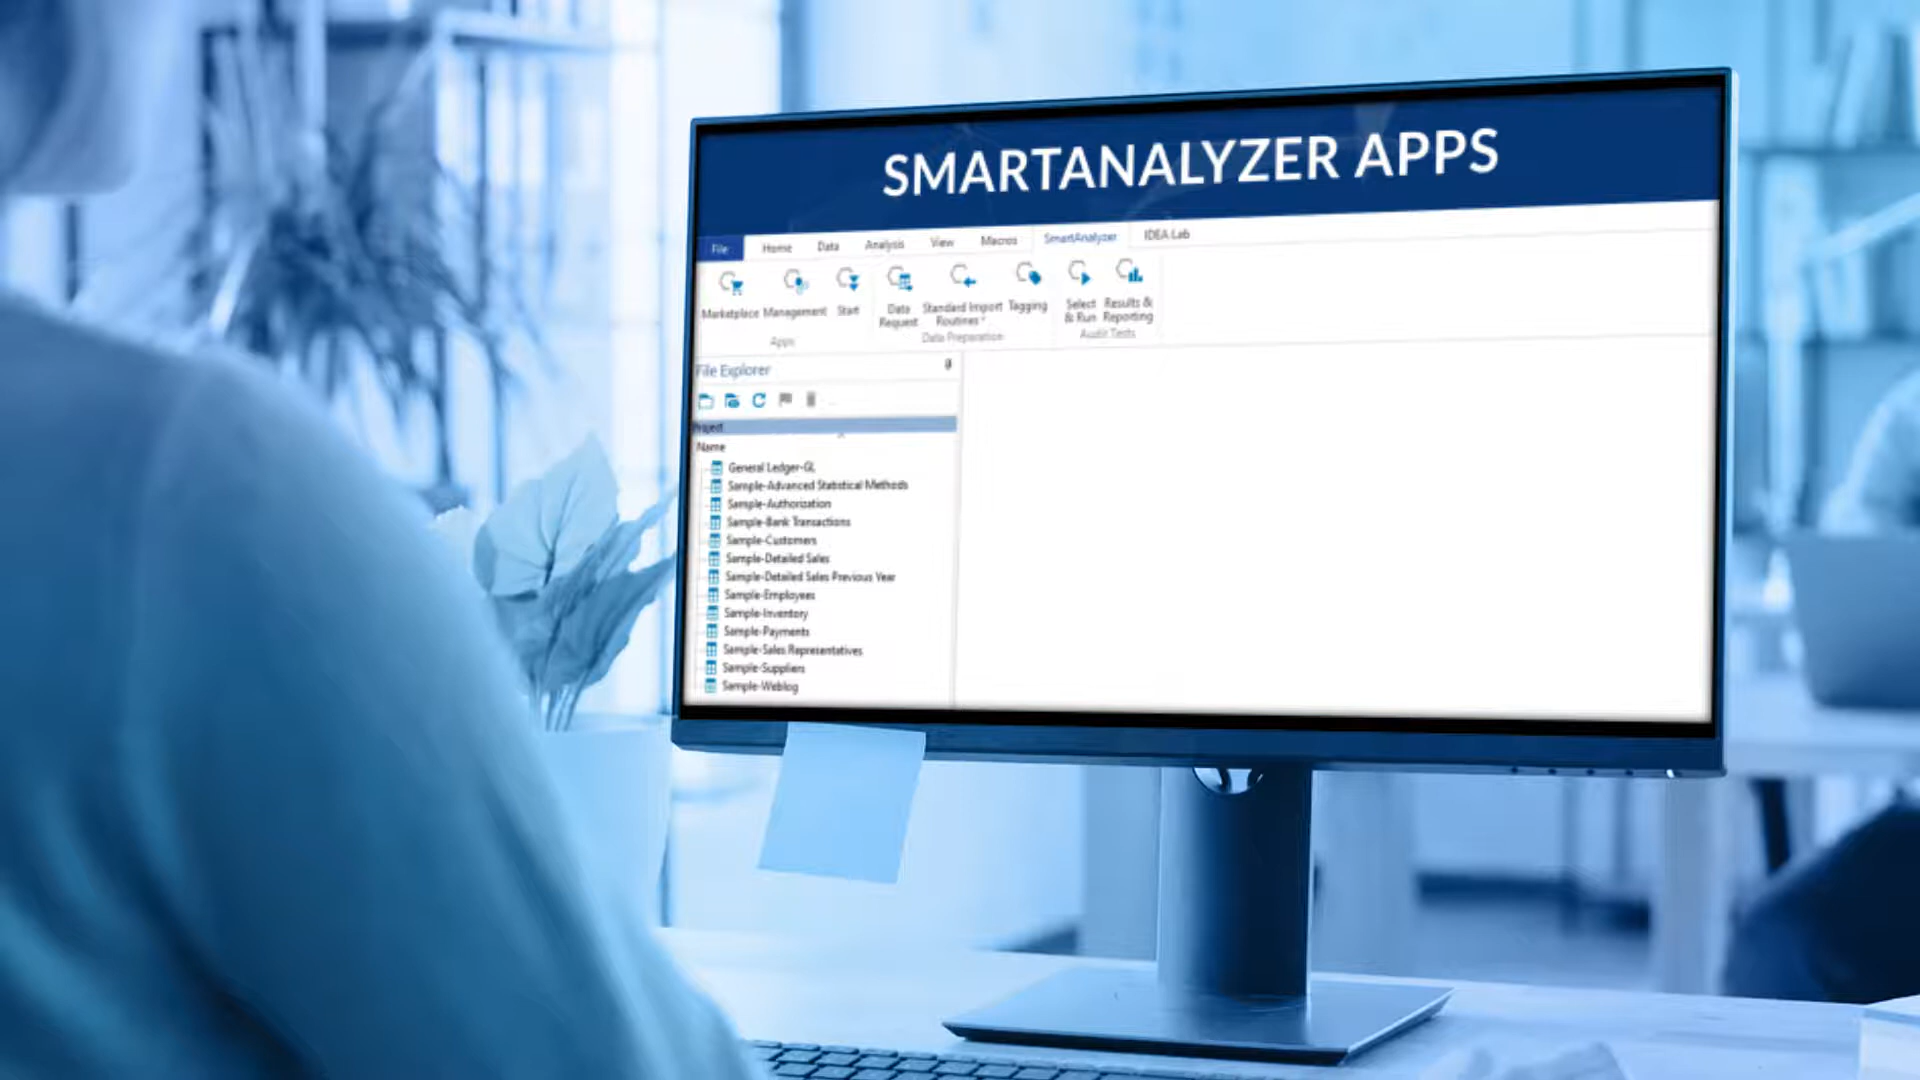 SMARTANALYZER APPS
File Home Data Analysis View Macros SmartAnalyzer IDEA Lab
Marketplace Management Start Data Request Standard Import Routines Tagging Select & Run Results & Reporting
Apps Data Preparation Audit Tests
File Explorer
Project
Name
General Ledger-GL
Sample-Advanced Statistical Methods
Sample-Authorization
Sample-Bank Transactions
Sample-Customers
Sample-Detailed Sales
Sample-Detailed Sales Previous Year
Sample-Employees
Sample-Inventory
Sample-Payments
Sample-Sales Representatives
Sample-Suppliers
Sample-Weblog